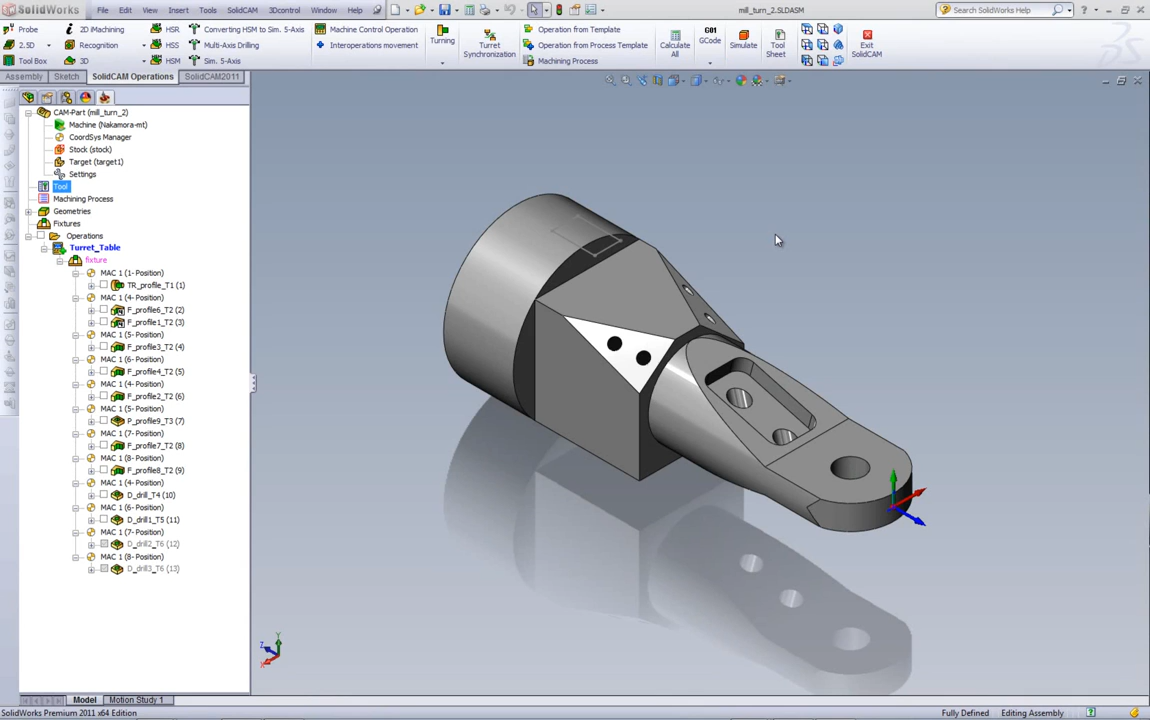 SolidWorks File Edit View Insert Tools SolidCAM 3Dcontrol Window Help mill_turn_2.SLDASM Search SolidWorks Help
Probe 2D iMachining HSR Converting HSM to Sim. 5-Axis Machine Control Operation Operation from Template
2.5D Recognition HSS Multi-Axis Drilling Interoperations movement Turning Turret Synchronization Operation from Process Template Calculate All G01 GCode Simulate Tool Sheet Exit SolidCAM
Tool Box 3D HSM Sim. 5-Axis Machining Process
Assembly Sketch SolidCAM Operations SolidCAM2011
CAM-Part (mill_turn_2)
Machine (Nakamora-mt)
CoordSys Manager
Stock (stock)
Target (target1)
Settings
Tool
Machining Process
Geometries
Fixtures
Operations
Turret_Table
fixture
MAC 1 (1- Position)
TR_profile_T1 (1)
MAC 1 (4- Position)
F_profile6_T2 (2)
F_profile1_T2 (3)
MAC 1 (5- Position)
F_profile3_T2 (4)
MAC 1 (6- Position)
F_profile4_T2 (5)
MAC 1 (4- Position)
F_profile2_T2 (6)
MAC 1 (5- Position)
P_profile9_T3 (7)
MAC 1 (7- Position)
F_profile7_T2 (8)
MAC 1 (8- Position)
F_profile8_T2 (9)
MAC 1 (4- Position)
D_drill_T4 (10)
MAC 1 (6- Position)
D_drill1_T5 (11)
MAC 1 (7- Position)
D_drill2_T6 (12)
MAC 1 (8- Position)
D_drill3_T6 (13)
Y
Z
X
Model Motion Study 1
SolidWorks Premium 2011 x64 Edition Fully Defined Editing Assembly